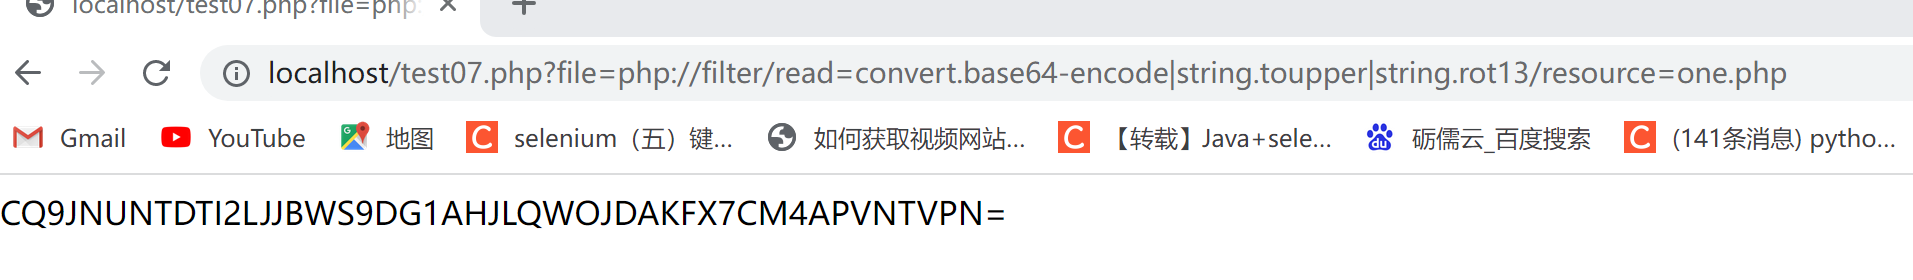 localhost/test07.php?file=php:
localhost/test07.php?file=php://filter/read=convert.base64-encode|string.toupper|string.rot13/resource=one.php
Gmail YouTube 地图 selenium（五）键... 如何获取视频网站... 【转载】Java+sele... 砺儒云_百度搜索 (141条消息) pytho...
CQ9JNUNTDTI2LJJBWS9DG1AHJLQWOJDAKFX7CM4APVNTVPN=